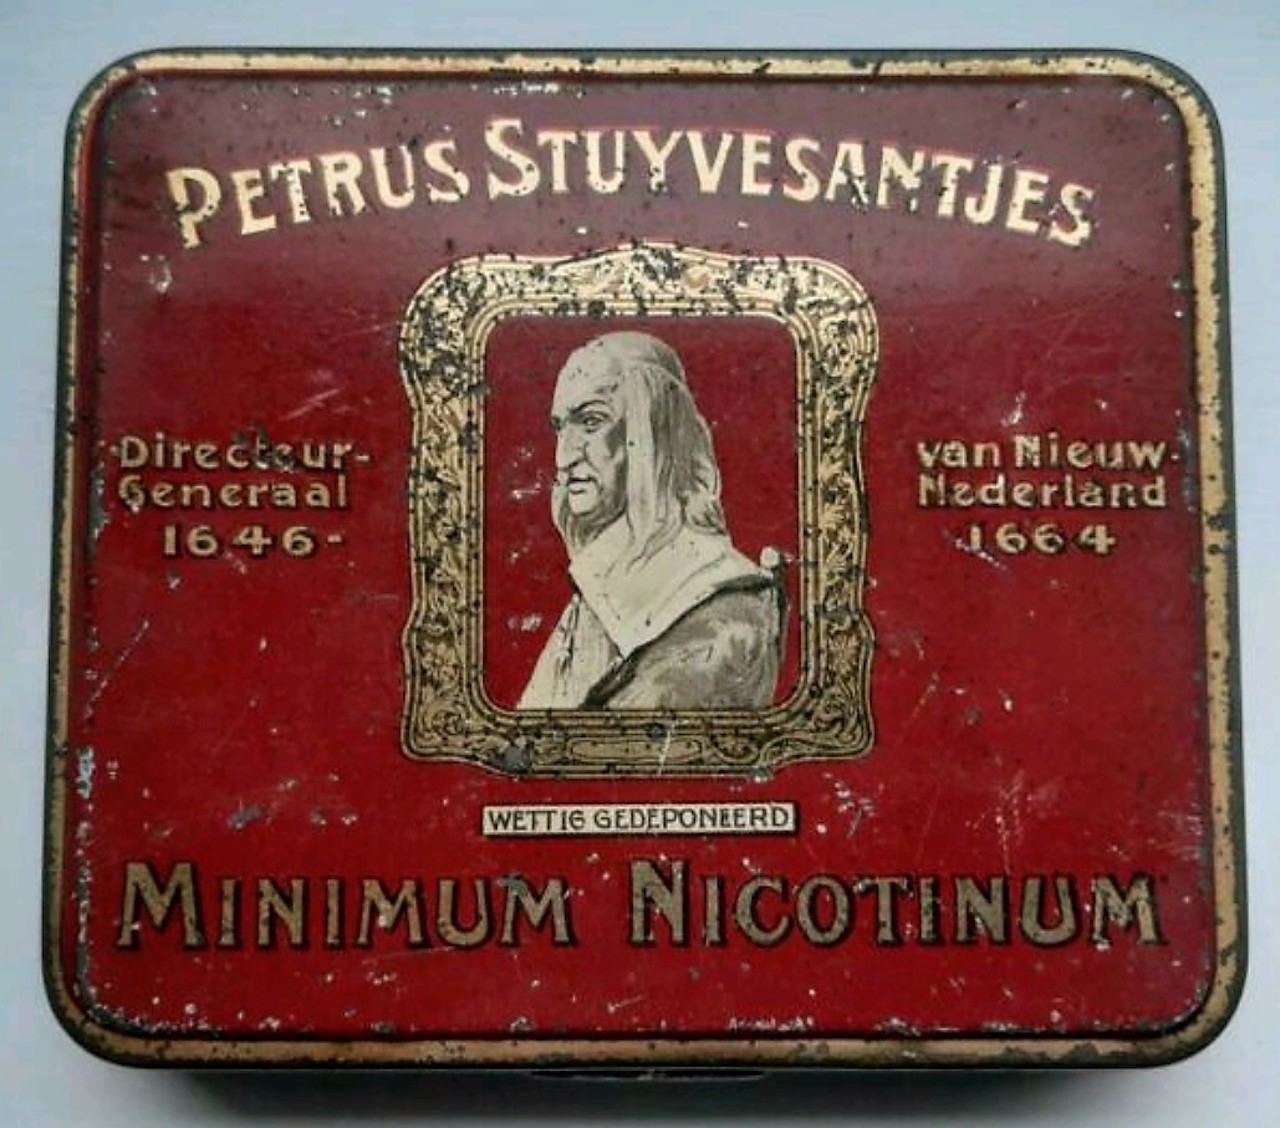 PETRUS STUYVESANTJES
Directeur-
Generaal
1646-
van Nieuw-
Nederland
1664
WETTIG GEDEPONEERD
MINIMUM NICOTINUM